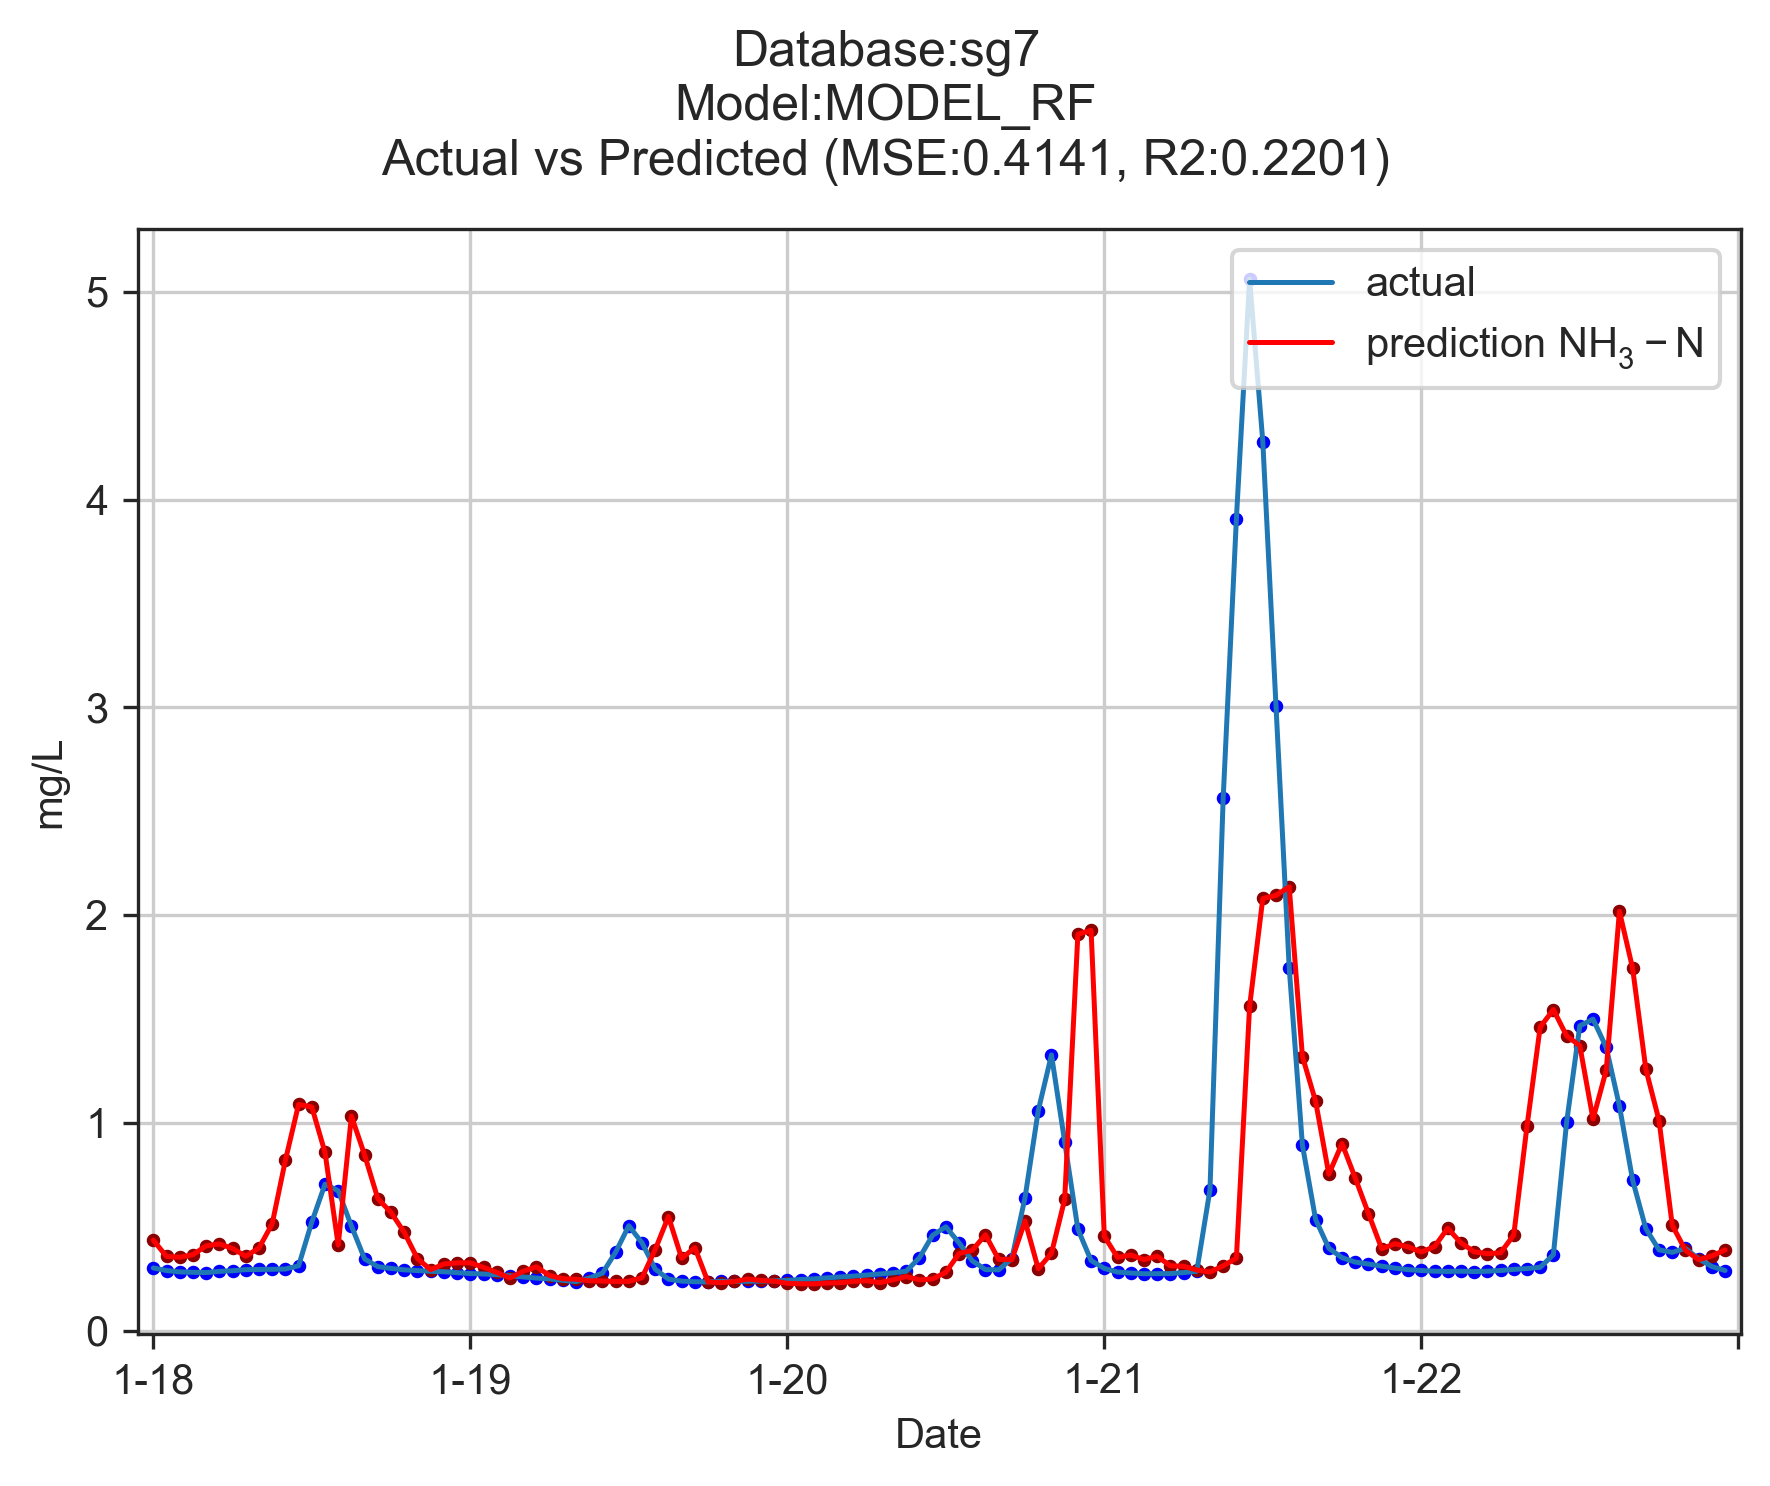 Database:sg7
Model:MODEL_RF
Actual vs Predicted (MSE:0.4141, R2:0.2201)
actual
prediction NH₃ − N
5
4
3
2
1
0
mg/L
1-18 1-19 1-20 1-21 1-22
Date